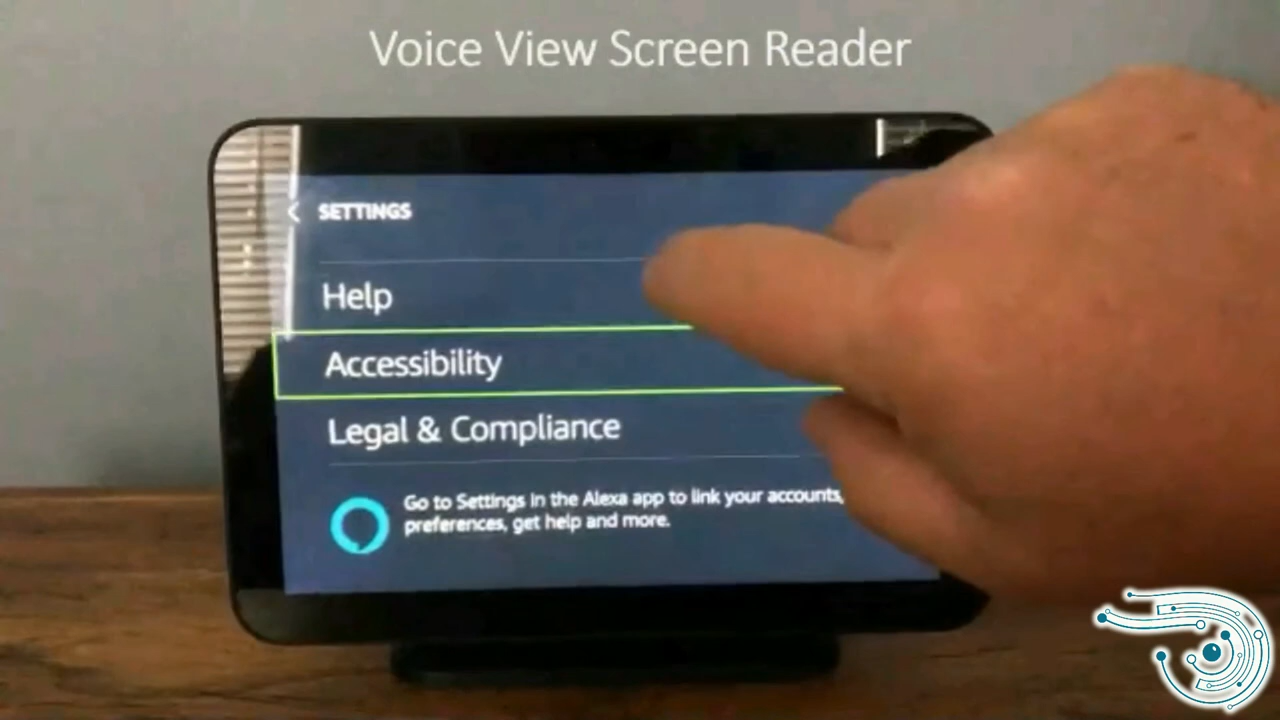 Voice View Screen Reader
SETTINGS
Help
Accessibility
Legal & Compliance
Go to Settings in the Alexa app to link your accounts,
preferences, get help and more.